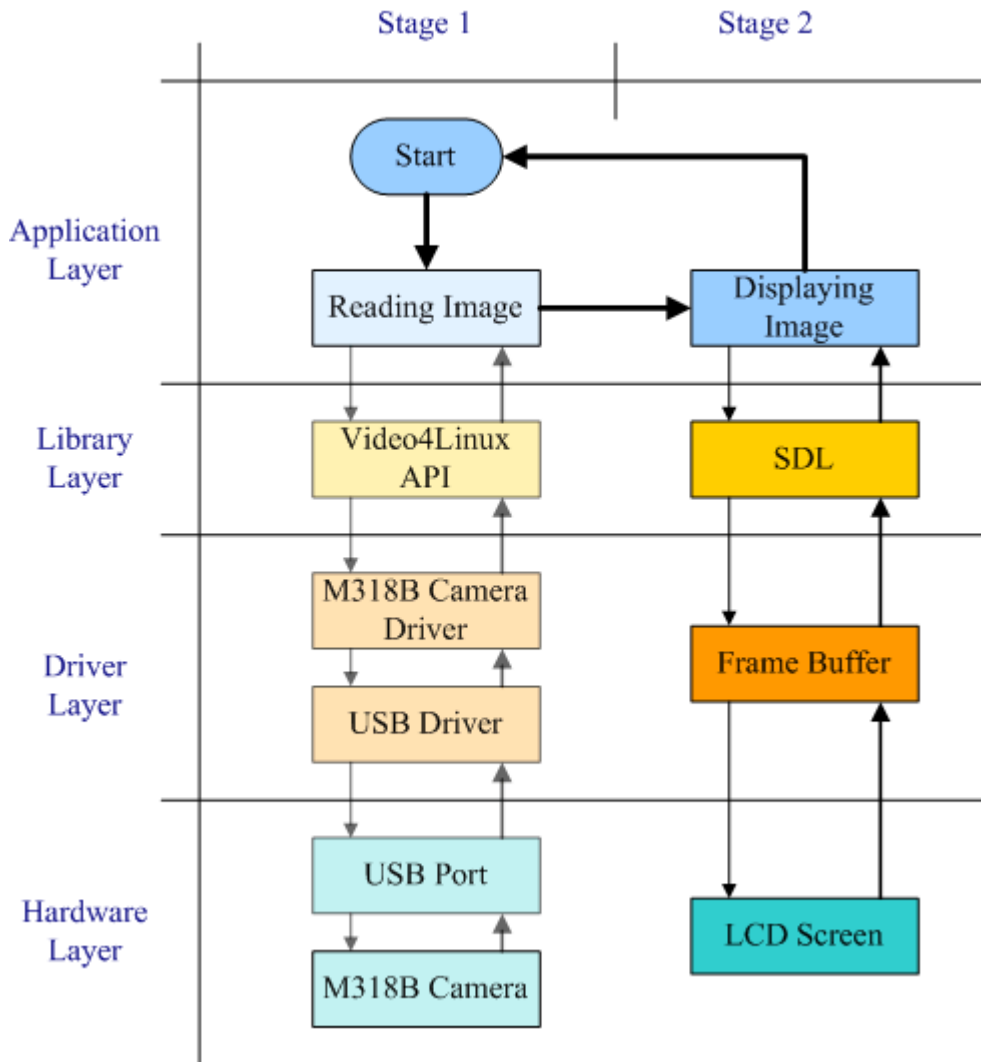 Stage 1
Stage 2
Start
Application
Layer
Reading Image
Displaying
Image
Library
Layer
Video4Linux
API
SDL
M318B Camera
Driver
Driver
Layer
Frame Buffer
USB Driver
Hardware
Layer
USB Port
LCD Screen
M318B Camera